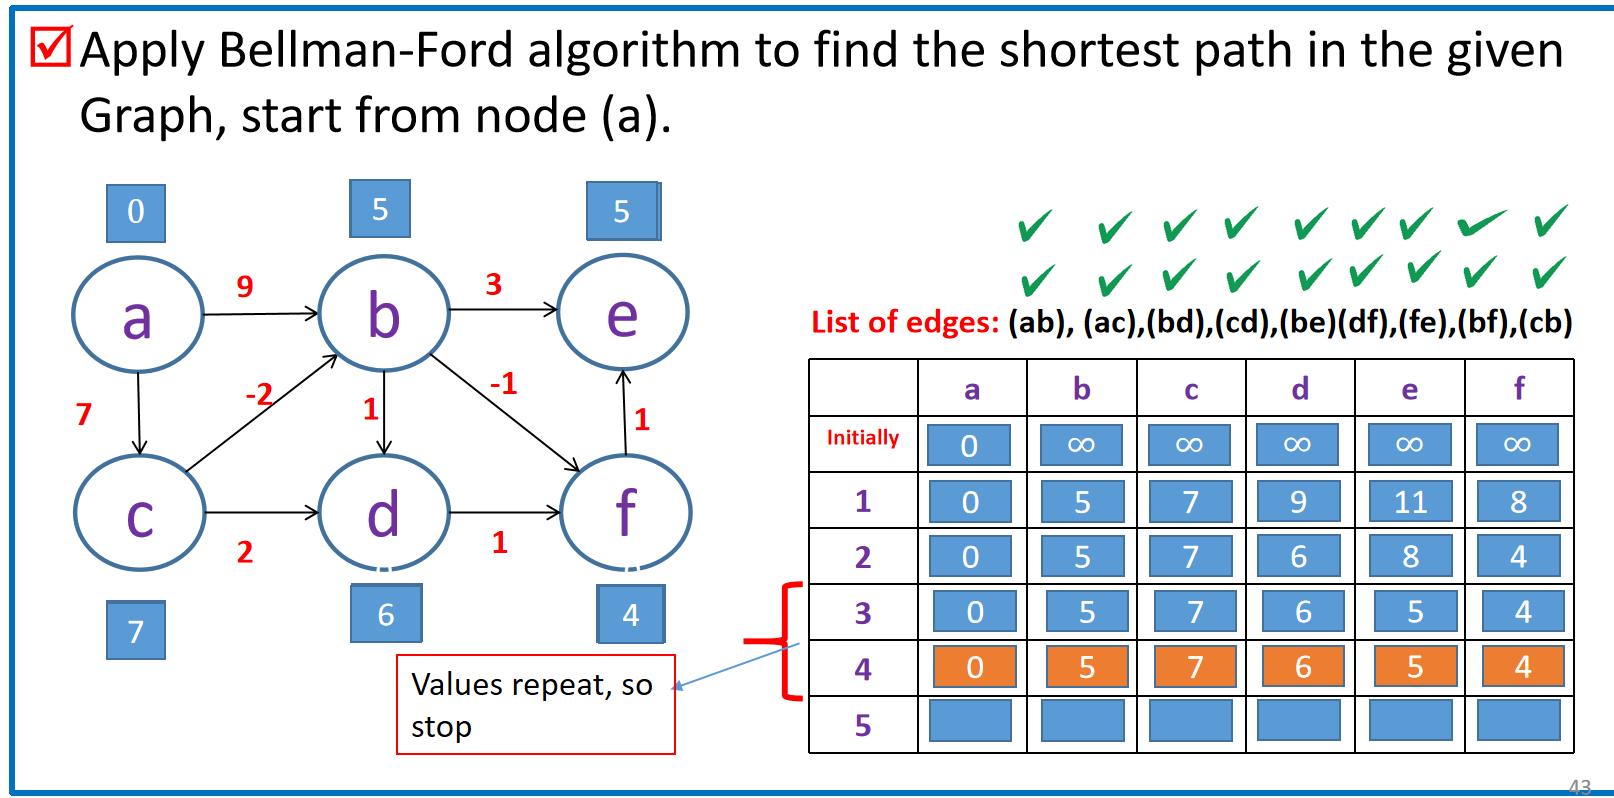 Apply Bellman-Ford algorithm to find the shortest path in the given
Graph, start from node (a).
0
5
5
a
9
b
3
e
7
-2
1
-1
1
c
2
d
1
f
7
6
4
Values repeat, so
stop
List of edges: (ab), (ac),(bd),(cd),(be)(df),(fe),(bf),(cb)
a b c d e f
Initially 0 ∞ ∞ ∞ ∞ ∞
1 0 5 7 9 11 8
2 0 5 7 6 8 4
3 0 5 7 6 5 4
4 0 5 7 6 5 4
5
43